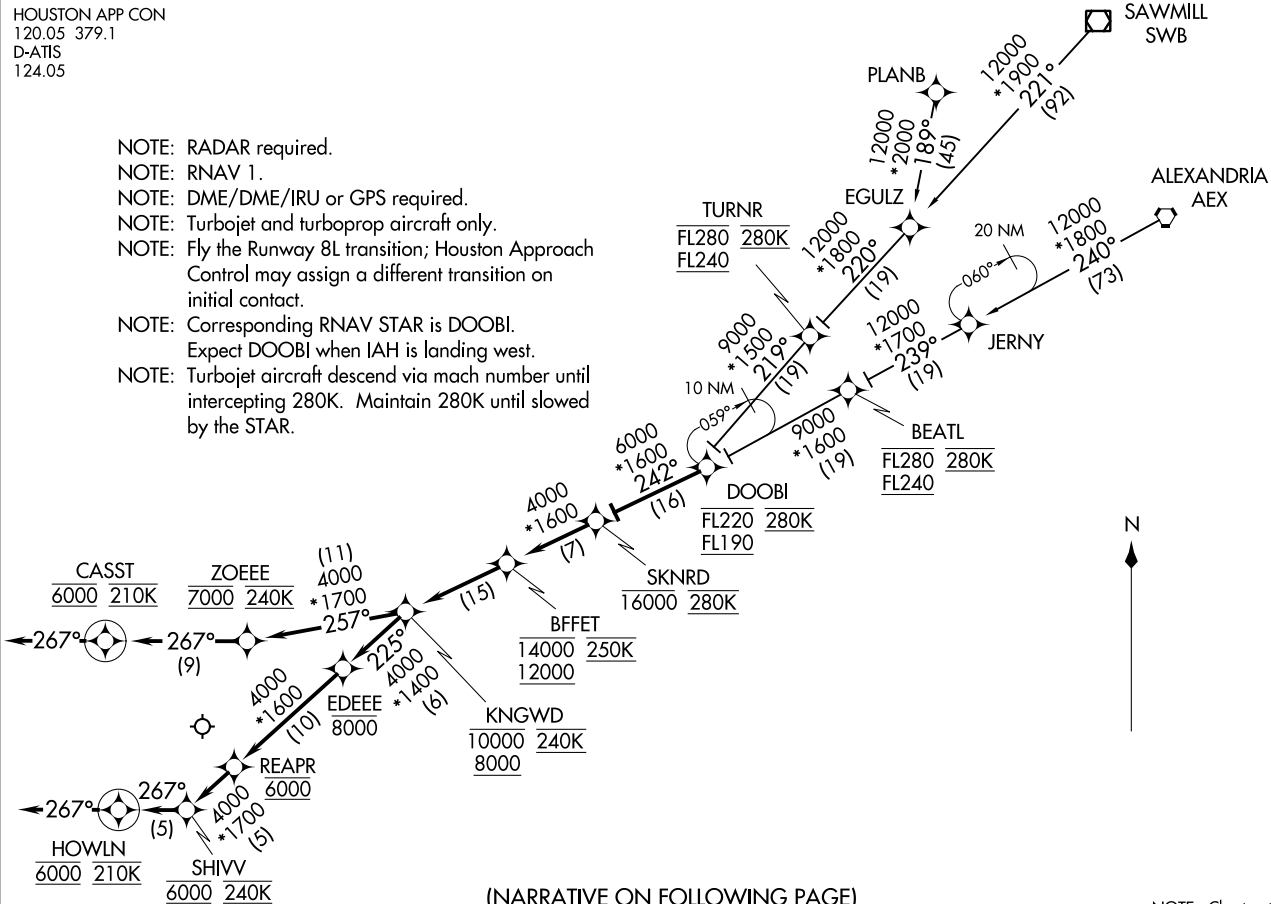 HOUSTON APP CON
120.05 379.1
D-ATIS
124.05
SAWMILL
SWB
12000
*1900
221°
(92)
PLANB
12000
*2000
189°
(45)
NOTE: RADAR required.
NOTE: RNAV 1.
NOTE: DME/DME/IRU or GPS required.
NOTE: Turbojet and turboprop aircraft only.
NOTE: Fly the Runway 8L transition; Houston Approach
Control may assign a different transition on
initial contact.
NOTE: Corresponding RNAV STAR is DOOBI.
Expect DOOBI when IAH is landing west.
NOTE: Turbojet aircraft descend via mach number until
intercepting 280K. Maintain 280K until slowed
by the STAR.
ALEXANDRIA
AEX
12000
*1800
240°
(73)
EGULZ
12000
*1800
220°
(19)
TURNR
FL280 280K
FL240
20 NM
060°
JERNY
12000
*1700
239°
(19)
9000
*1500
219°
(19)
10 NM
059°
BEATL
FL280 280K
FL240
9000
*1600
(19)
DOOBI
FL220 280K
FL190
6000
*1600
242°
(16)
SKNRD
16000 280K
4000
*1600
(7)
BFFET
14000 250K
12000
(15)
N
CASST
6000 210K
ZOEEE
7000 240K
(11)
4000
*1700
257°
267°
267°
(9)
KNGWD
10000 240K
8000
225°
4000
*1400
(6)
EDEEE
8000
4000
*1600
(10)
REAPR
6000
4000
*1700
(5)
267°
267°
(5)
HOWLN
6000 210K
SHIVV
6000 240K
(NARRATIVE ON FOLLOWING PAGE)